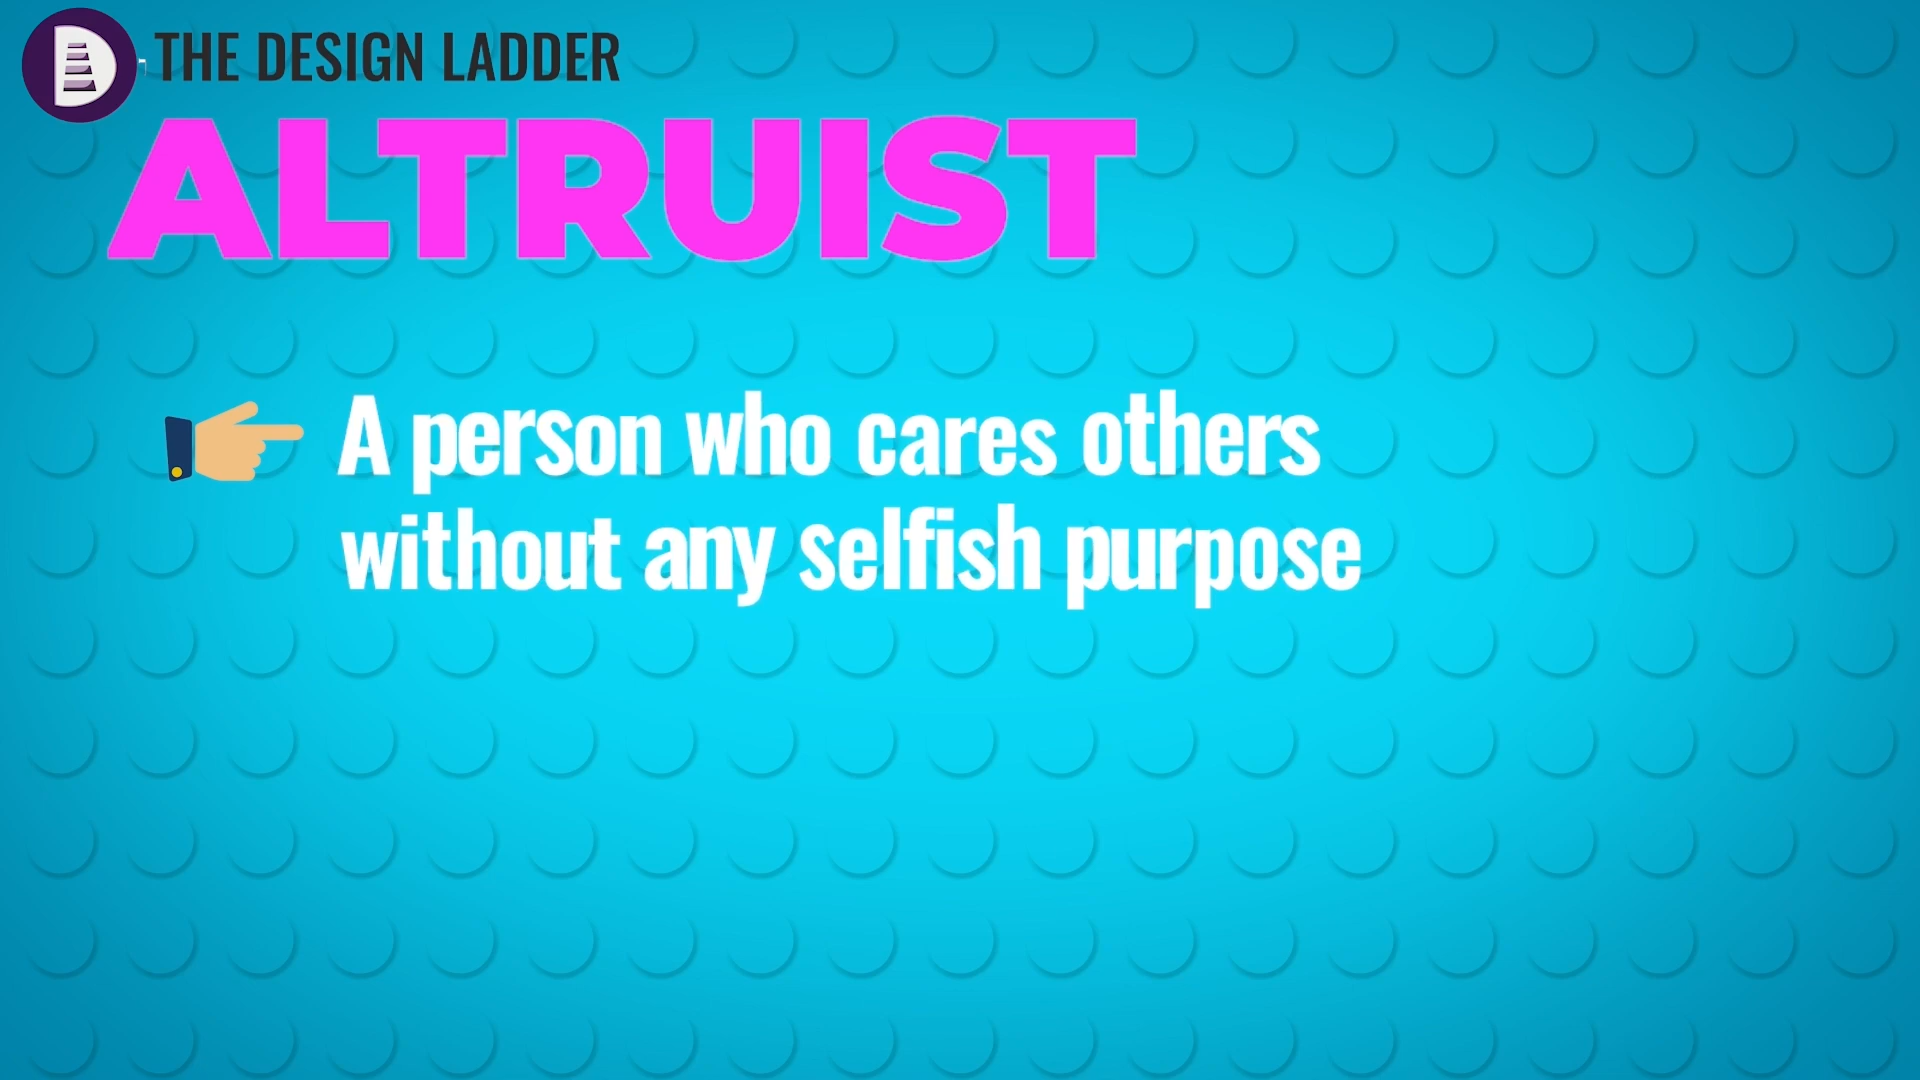 THE DESIGN LADDER
ALTRUIST
A person who cares others
without any selfish purpose